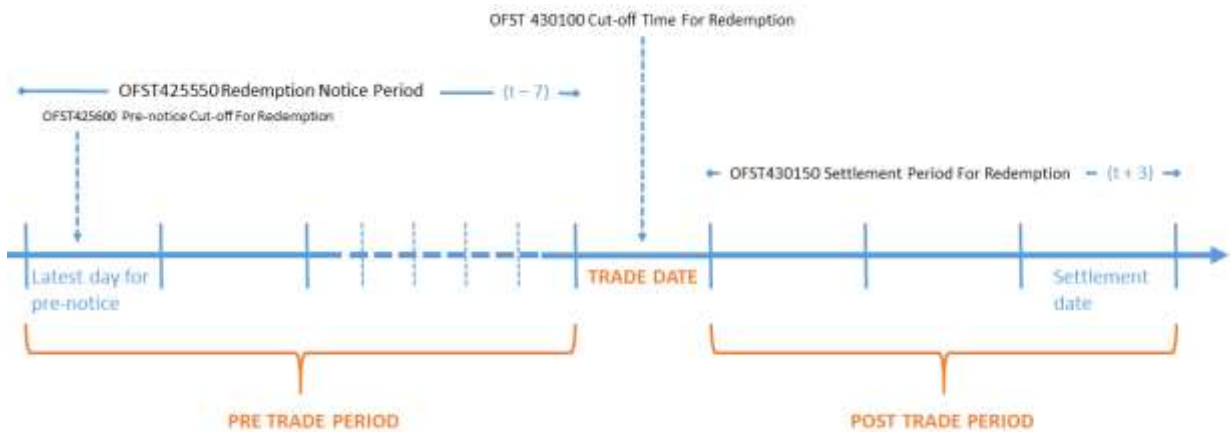 OFST 430100 Cut-off Time For Redemption
OFST425550 Redemption Notice Period (t – 7)
OFST425600 Pre-notice Cut-off For Redemption
OFST430150 Settlement Period For Redemption (t + 3)
Latest day for
pre-notice
TRADE DATE
Settlement
date
PRE TRADE PERIOD
POST TRADE PERIOD